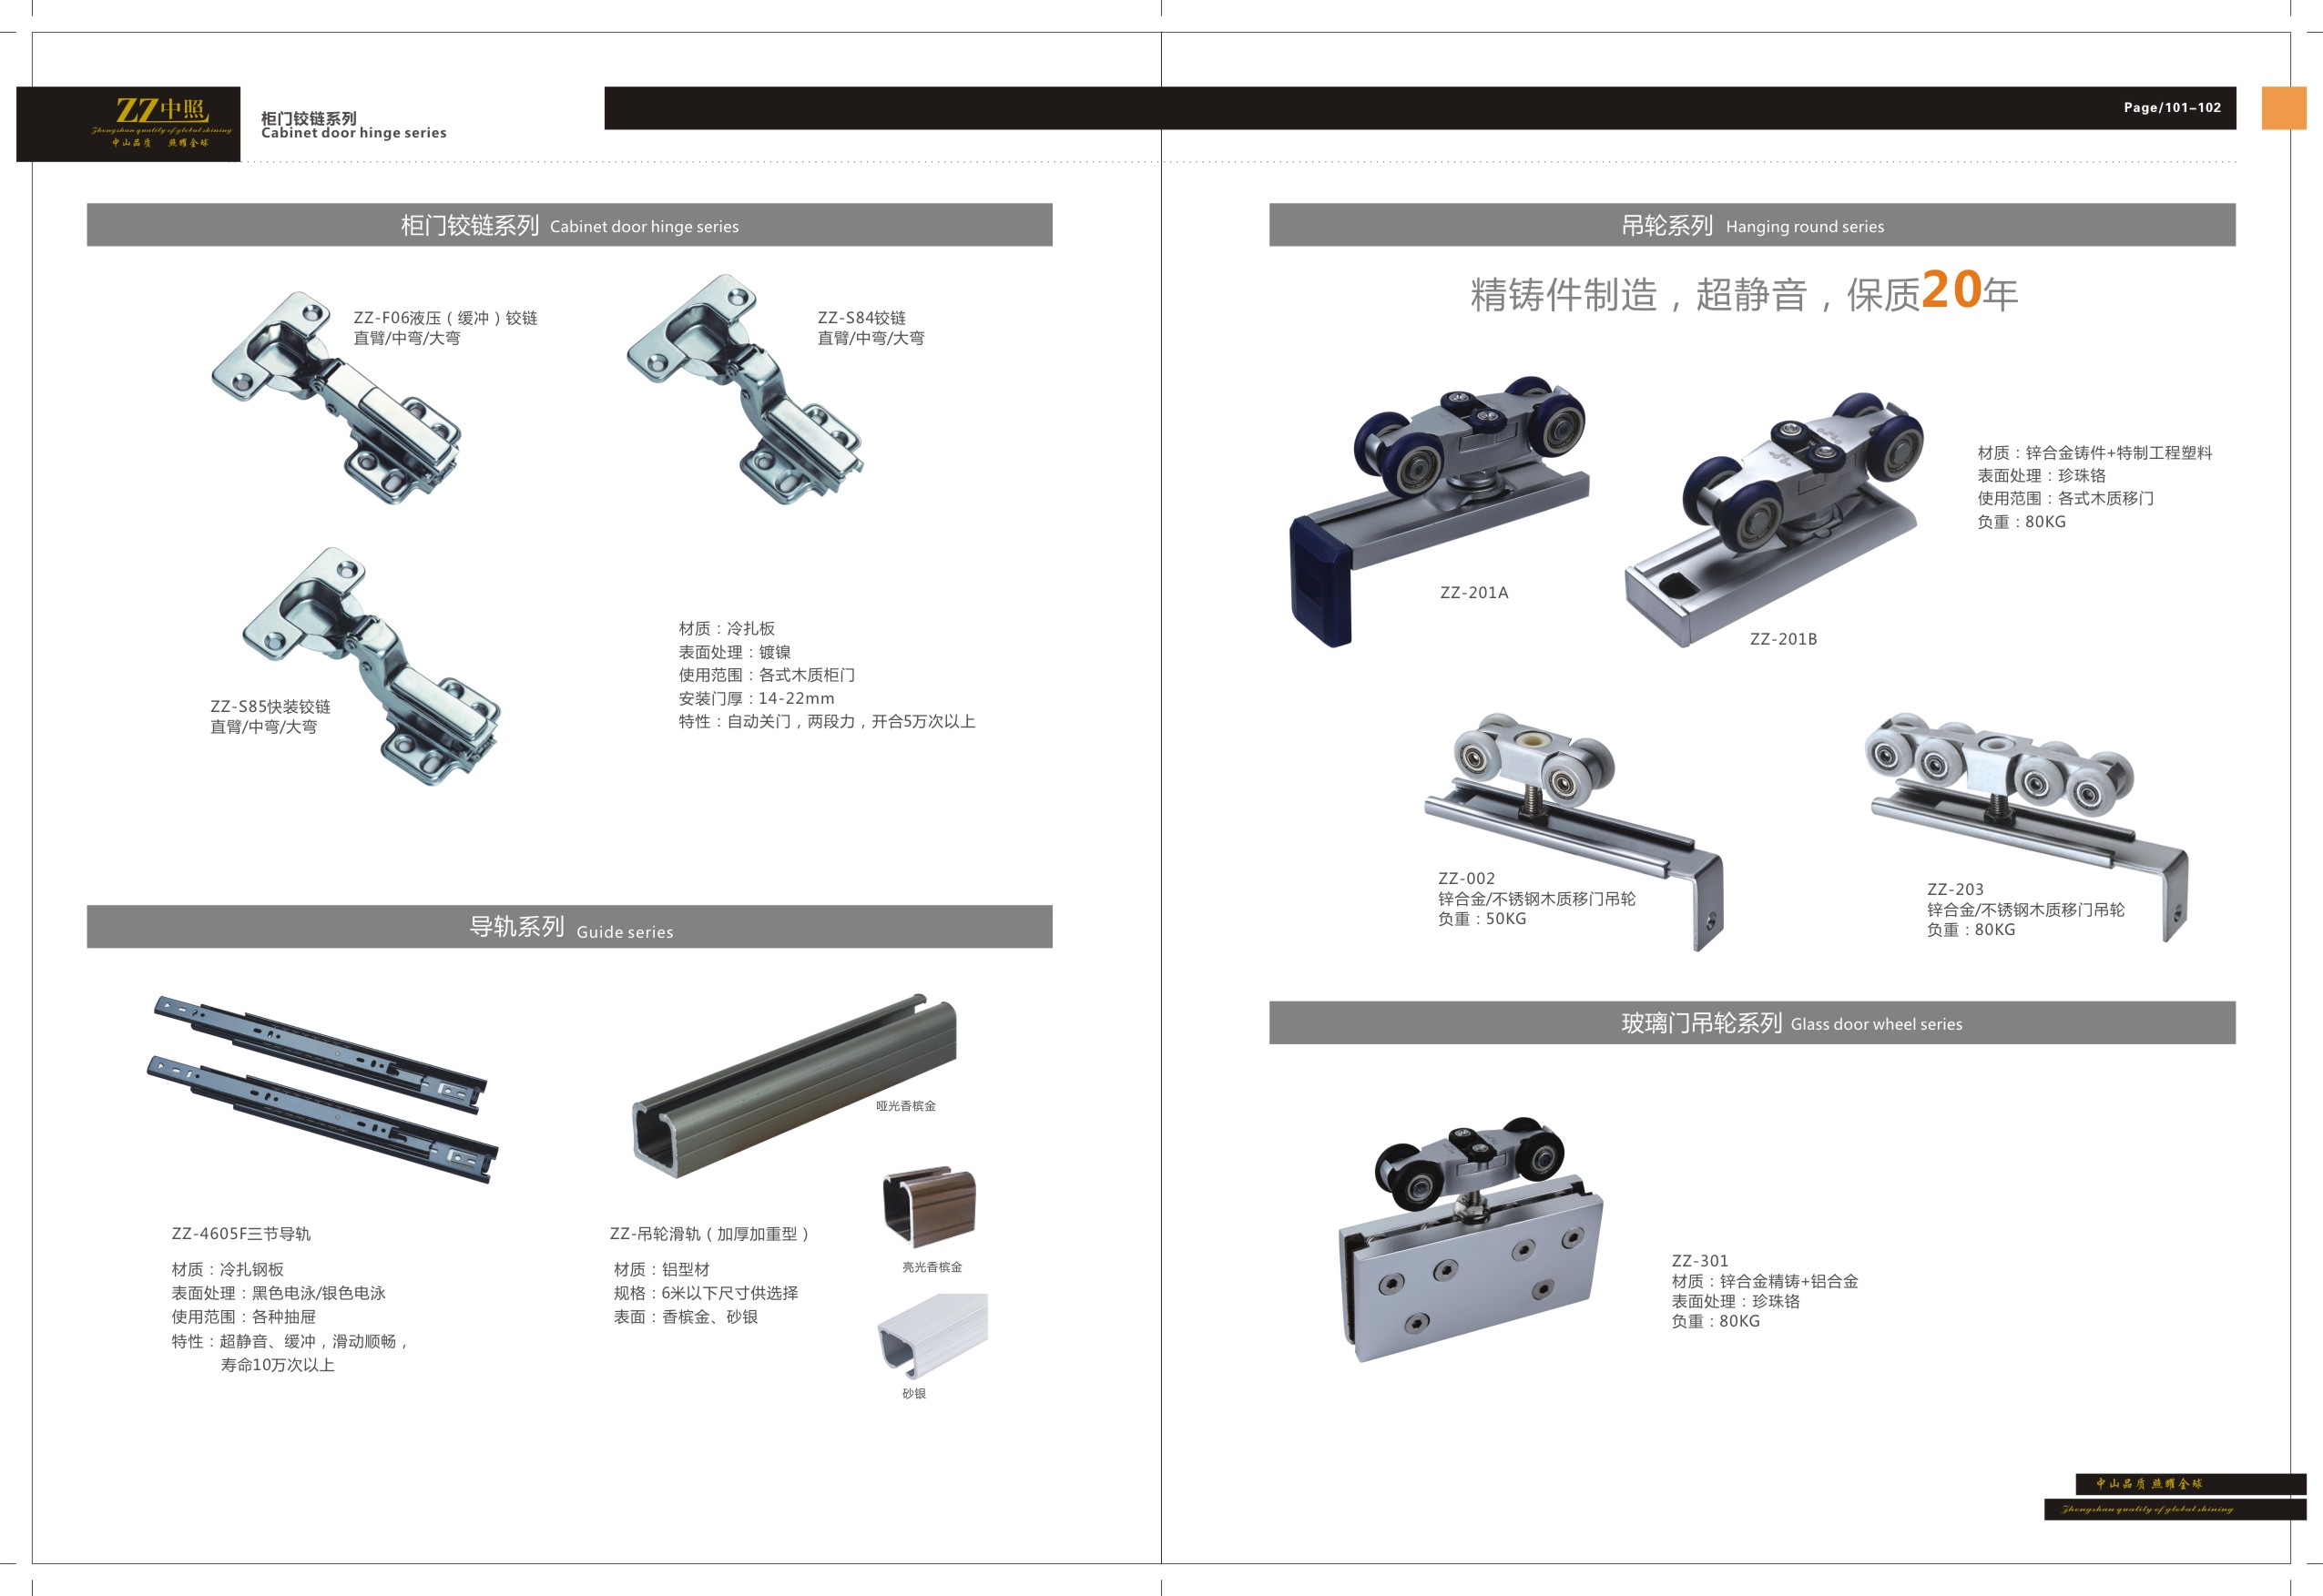 ZZ中照
Zhongshan quality of global shining
中山品质 照耀全球
柜门铰链系列
Cabinet door hinge series
Page/101-102
柜门铰链系列 Cabinet door hinge series
ZZ-F06液压（缓冲）铰链
直臂/中弯/大弯
ZZ-S84铰链
直臂/中弯/大弯
ZZ-S85快装铰链
直臂/中弯/大弯
材质：冷扎板
表面处理：镀镍
使用范围：各式木质柜门
安装门厚：14-22mm
特性：自动关门，两段力，开合5万次以上
导轨系列 Guide series
哑光香槟金
亮光香槟金
砂银
ZZ-4605F三节导轨
材质：冷扎钢板
表面处理：黑色电泳/银色电泳
使用范围：各种抽屉
特性：超静音、缓冲，滑动顺畅，
寿命10万次以上
ZZ-吊轮滑轨（加厚加重型）
材质：铝型材
规格：6米以下尺寸供选择
表面：香槟金、砂银
吊轮系列 Hanging round series
精铸件制造，超静音，保质20年
ZZ-201A
ZZ-201B
材质：锌合金铸件+特制工程塑料
表面处理：珍珠铬
使用范围：各式木质移门
负重：80KG
ZZ-002
锌合金/不锈钢木质移门吊轮
负重：50KG
ZZ-203
锌合金/不锈钢木质移门吊轮
负重：80KG
玻璃门吊轮系列 Glass door wheel series
ZZ-301
材质：锌合金精铸+铝合金
表面处理：珍珠铬
负重：80KG
中山品质 照耀全球
Zhongshan quality of global shining